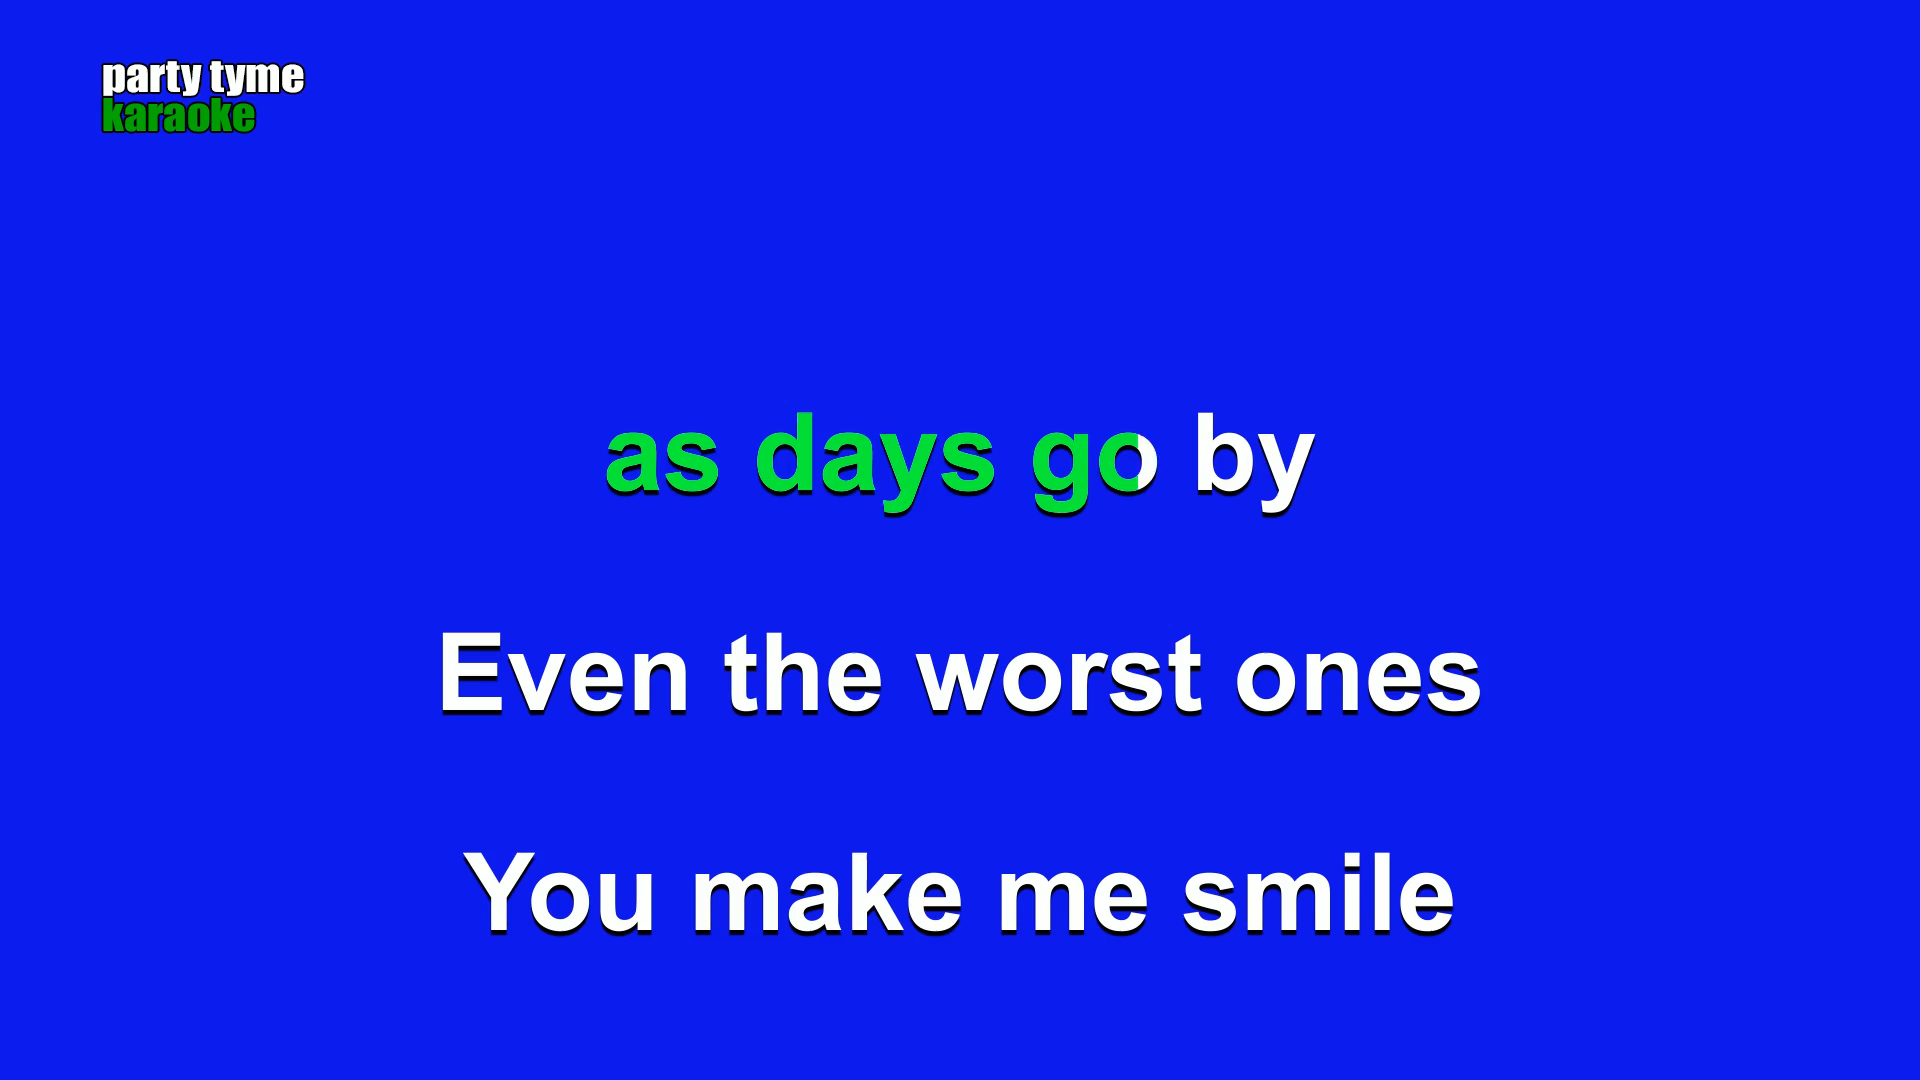 party tyme
karaoke
as days go by
Even the worst ones
You make me smile